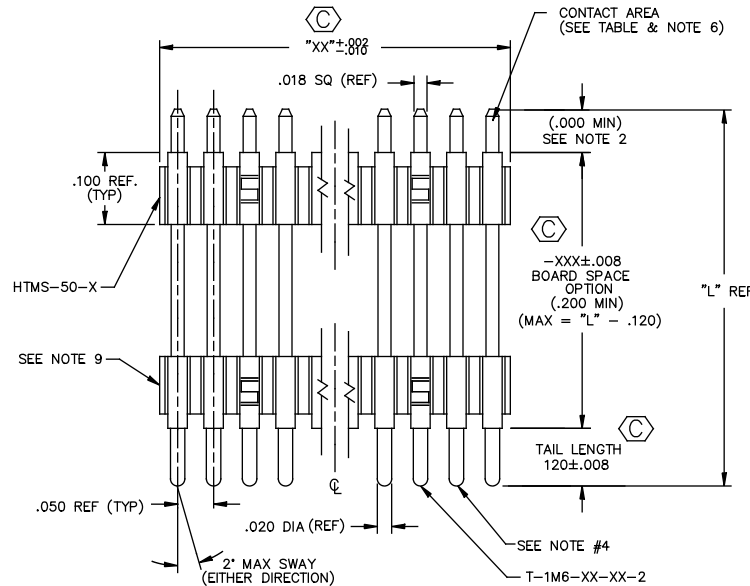 C
CONTACT AREA
(SEE TABLE & NOTE 6)
"XX"+.002
-.010
.018 SQ (REF)
(.000 MIN)
SEE NOTE 2
.100 REF.
(TYP)
C
-XXX±.008
BOARD SPACE
OPTION
(.200 MIN)
(MAX = "L" - .120)
"L" REF
HTMS-50-X
SEE NOTE 9
C
TAIL LENGTH
120±.008
℄
.050 REF (TYP)
.020 DIA (REF)
SEE NOTE #4
2° MAX SWAY
(EITHER DIRECTION)
T-1M6-XX-XX-2